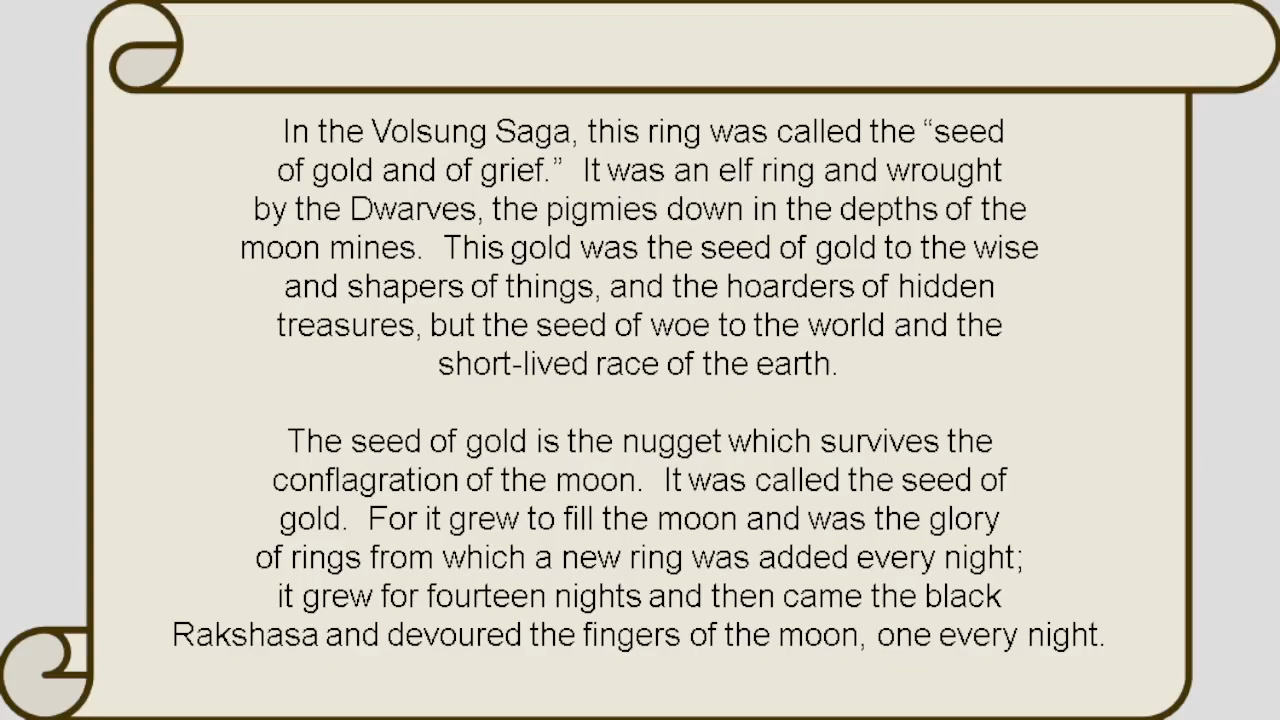 In the Volsung Saga, this ring was called the “seed
of gold and of grief.”  It was an elf ring and wrought
by the Dwarves, the pigmies down in the depths of the
moon mines.  This gold was the seed of gold to the wise
and shapers of things, and the hoarders of hidden
treasures, but the seed of woe to the world and the
short-lived race of the earth.
The seed of gold is the nugget which survives the
conflagration of the moon.  It was called the seed of
gold.  For it grew to fill the moon and was the glory
of rings from which a new ring was added every night;
it grew for fourteen nights and then came the black
Rakshasa and devoured the fingers of the moon, one every night.